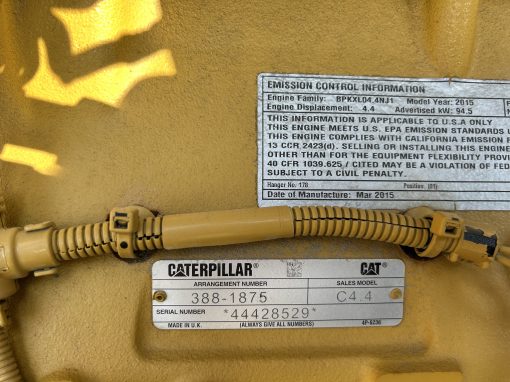 EMISSION CONTROL INFORMATION
Engine Family: BPKXL04.4NJ1 Model Year: 2015
Engine Displacement: 4.4 Advertised kW: 94.5
THIS INFORMATION IS APPLICABLE TO U.S.A ONLY
THIS ENGINE MEETS U.S. EPA EMISSION STANDARDS
THIS ENGINE COMPLIES WITH CALIFORNIA EMISSION
13 CCR 2423(d). SELLING OR INSTALLING THIS ENGINE
OTHER THAN FOR THE EQUIPMENT FLEXIBILITY PROVI
40 CFR 1039.625 / CITED MAY BE A VIOLATION OF FED
SUBJECT TO A CIVIL PENALTY.
Ranger No. 178 Position. (01)
Date of Manufacture: Mar 2015
CATERPILLAR® CAT®
ARRANGEMENT NUMBER SALES MODEL
388-1875 C4.4
SERIAL NUMBER *44428529*
MADE IN U.K. (ALWAYS GIVE ALL NUMBERS) 4P-9236